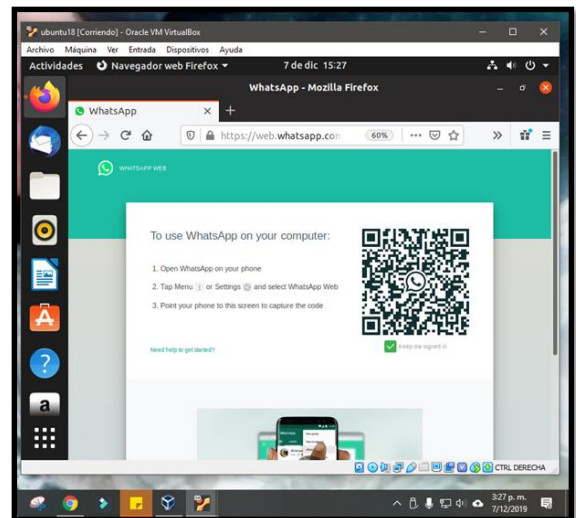 ubuntu18 [Corriendo] - Oracle VM VirtualBox
Archivo Máquina Ver Entrada Dispositivos Ayuda
Actividades Navegador web Firefox 7 de dic 15:27
WhatsApp - Mozilla Firefox
WhatsApp
https://web.whatsapp.com 60%
WHATSAPP WEB
To use WhatsApp on your computer:
1. Open WhatsApp on your phone
2. Tap Menu or Settings and select WhatsApp Web
3. Point your phone to this screen to capture the code
Need help to get started?
Keep me signed in
CTRL DERECHA
3:27 p. m.
7/12/2019